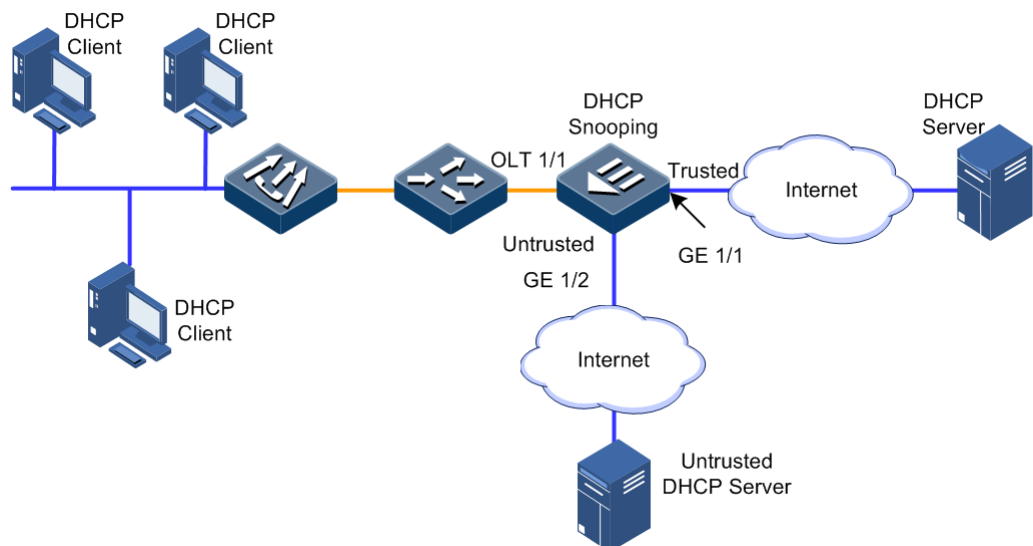 DHCP
Client
DHCP
Client
DHCP
Snooping
DHCP
Server
OLT 1/1
Trusted
Internet
Untrusted
GE 1/2
GE 1/1
DHCP
Client
Internet
Untrusted
DHCP Server